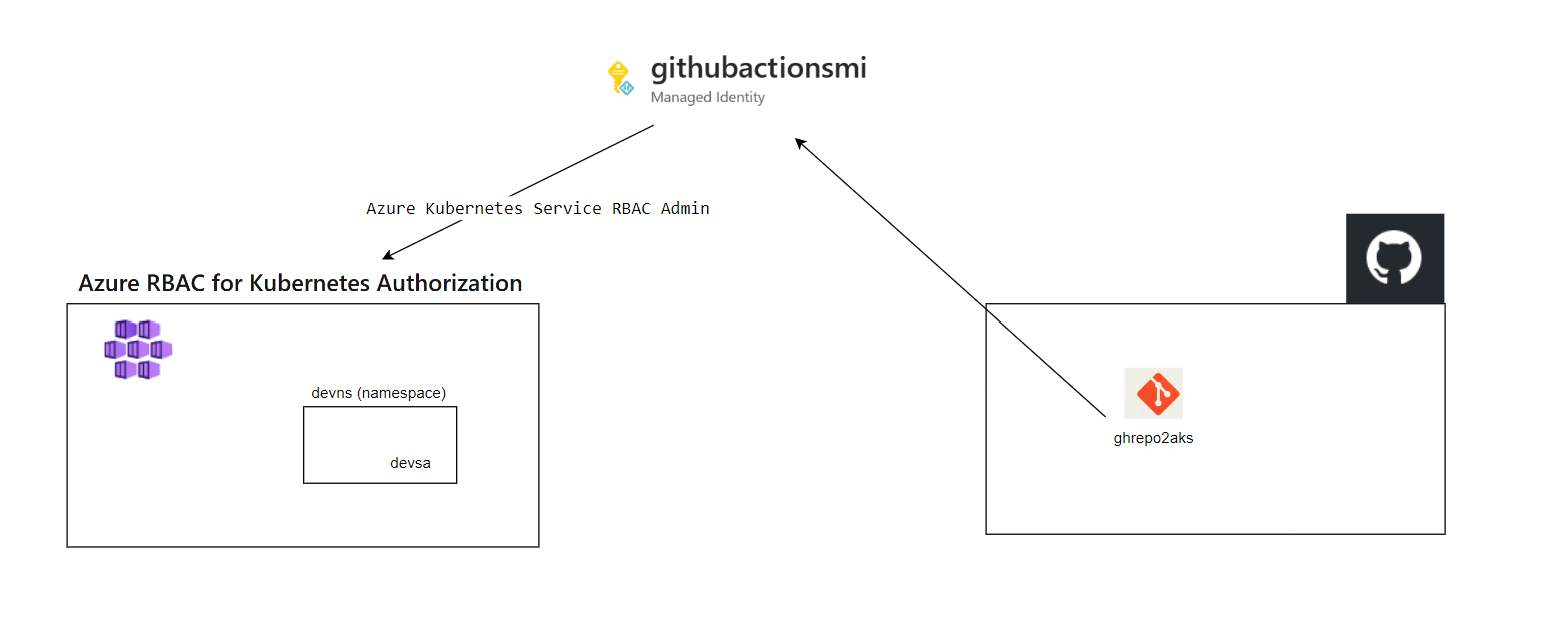 githubactionsmi
Managed Identity
Azure Kubernetes Service RBAC Admin
Azure RBAC for Kubernetes Authorization
devns (namespace)
devsa
ghrepo2aks